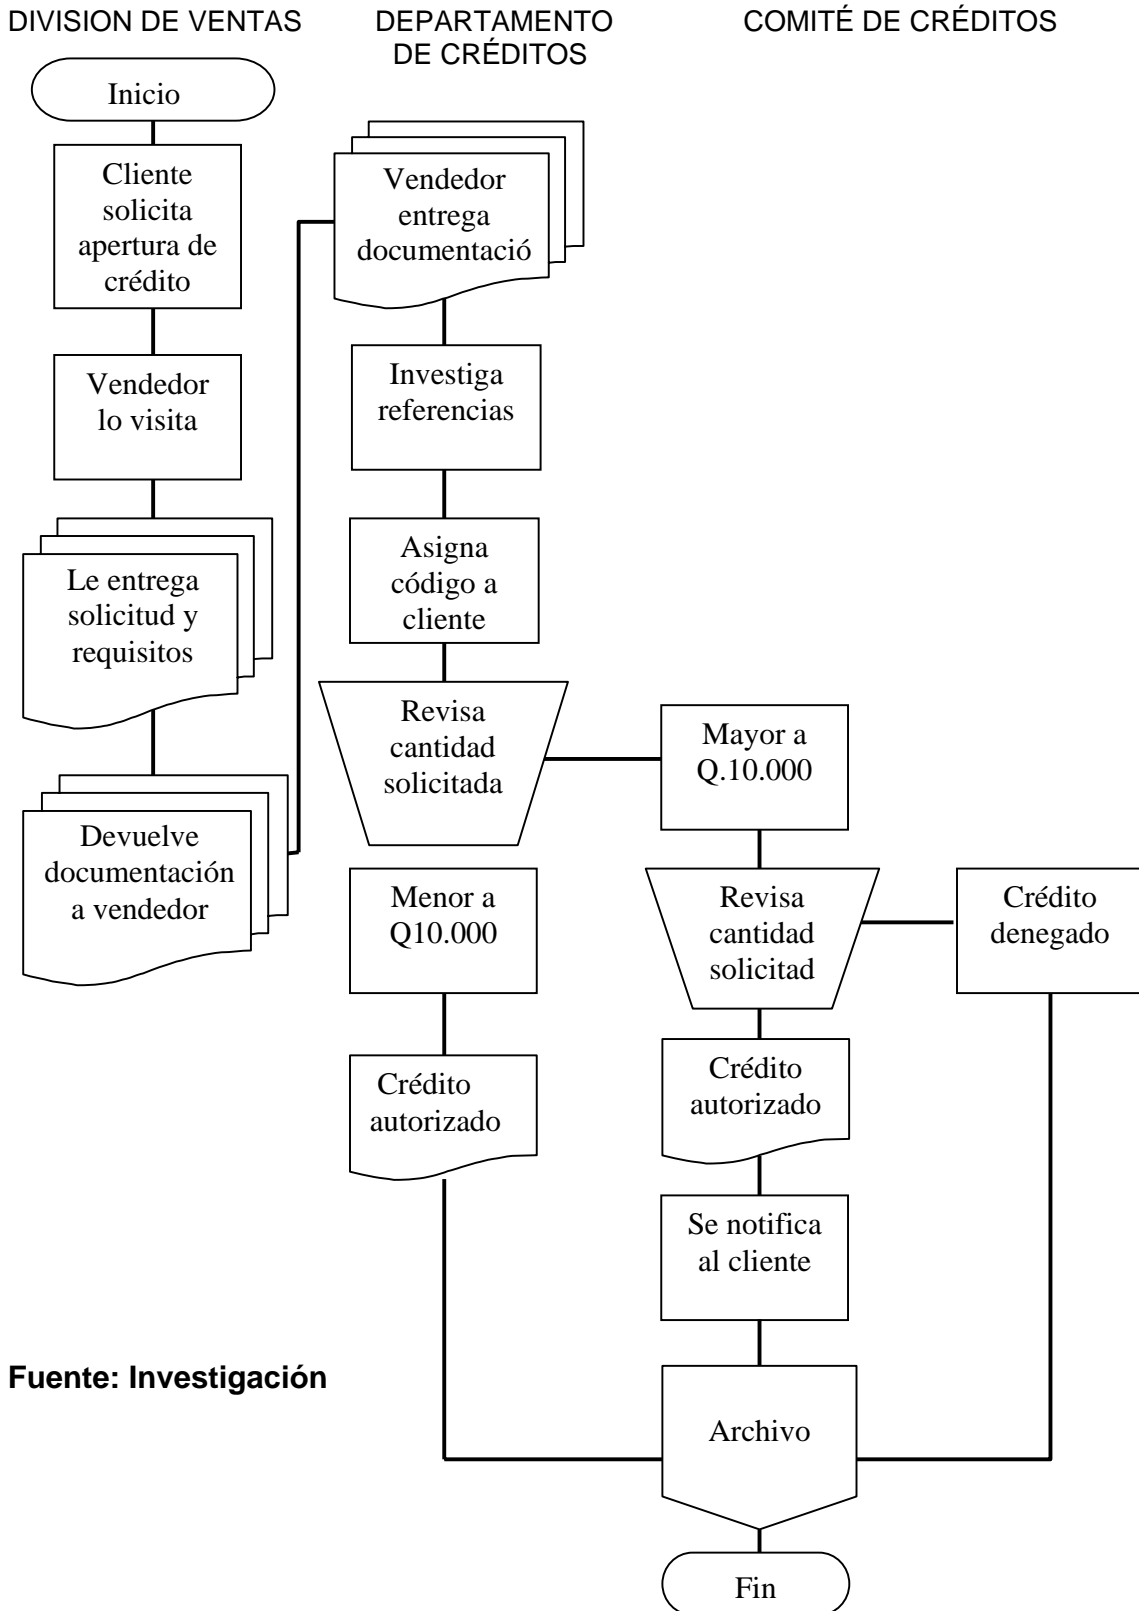 DIVISION DE VENTAS
DEPARTAMENTO
DE CRÉDITOS
COMITÉ DE CRÉDITOS
Inicio
Cliente
solicita
apertura de
crédito
Vendedor
lo visita
Le entrega
solicitud y
requisitos
Devuelve
documentación
a vendedor
Vendedor
entrega
documentació
Investiga
referencias
Asigna
código a
cliente
Revisa
cantidad
solicitada
Menor a
Q10.000
Crédito
autorizado
Mayor a
Q.10.000
Revisa
cantidad
solicitad
Crédito
denegado
Crédito
autorizado
Se notifica
al cliente
Archivo
Fin
Fuente: Investigación